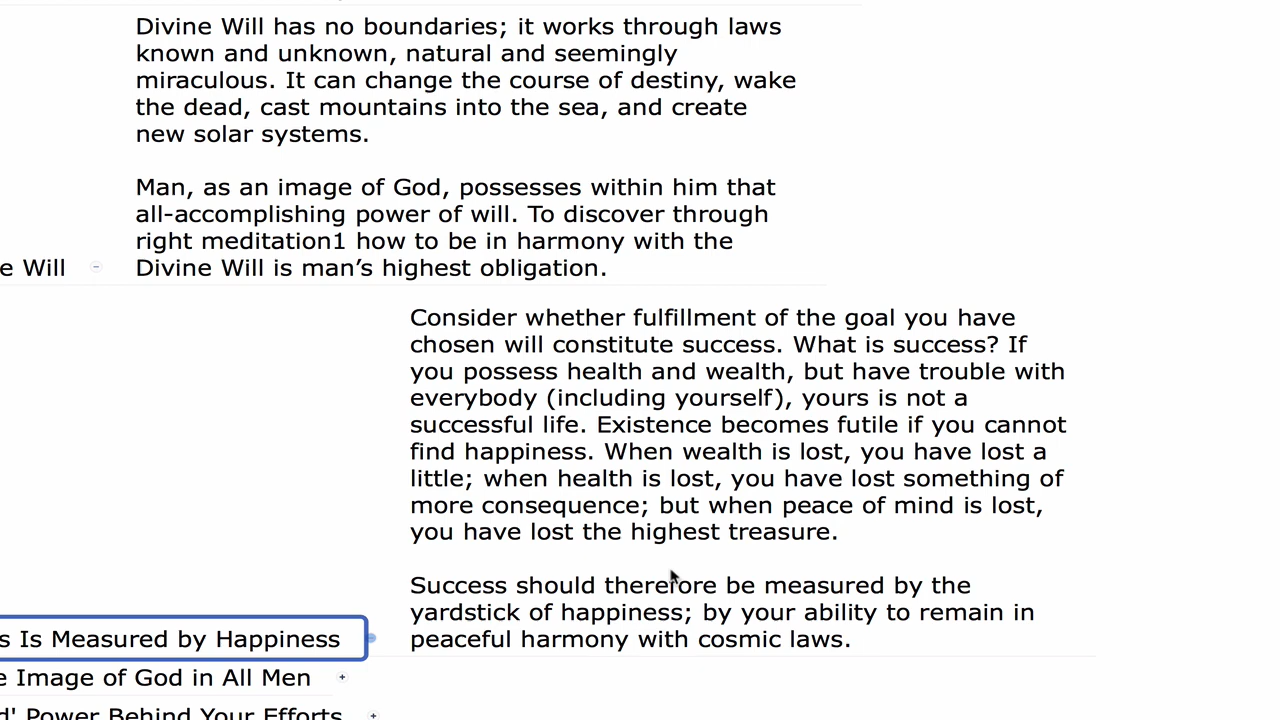 Divine Will has no boundaries; it works through laws
known and unknown, natural and seemingly
miraculous. It can change the course of destiny, wake
the dead, cast mountains into the sea, and create
new solar systems.
Man, as an image of God, possesses within him that
all-accomplishing power of will. To discover through
right meditation1 how to be in harmony with the
e Will Divine Will is man’s highest obligation.
Consider whether fulfillment of the goal you have
chosen will constitute success. What is success? If
you possess health and wealth, but have trouble with
everybody (including yourself), yours is not a
successful life. Existence becomes futile if you cannot
find happiness. When wealth is lost, you have lost a
little; when health is lost, you have lost something of
more consequence; but when peace of mind is lost,
you have lost the highest treasure.
Success should therefore be measured by the
yardstick of happiness; by your ability to remain in
s Is Measured by Happiness peaceful harmony with cosmic laws.
e Image of God in All Men
d' Power Behind Your Efforts